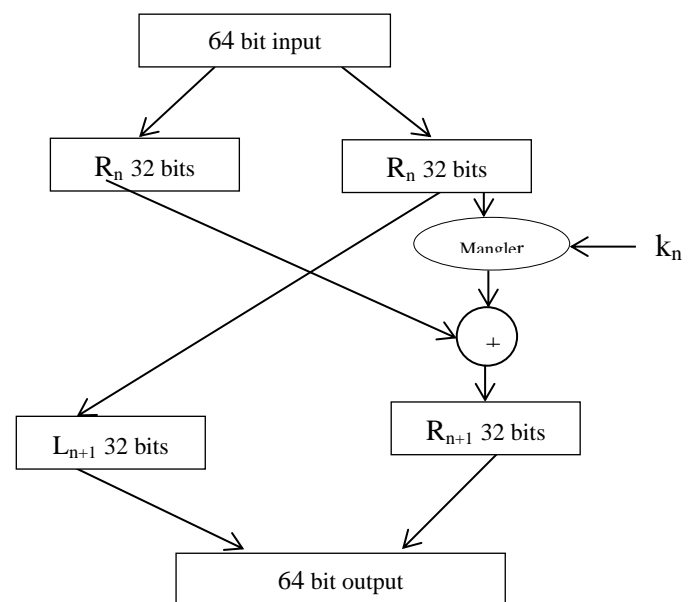 64 bit input
Rn 32 bits
Rn 32 bits
Mangler
kn
+
Ln+1 32 bits
Rn+1 32 bits
64 bit output